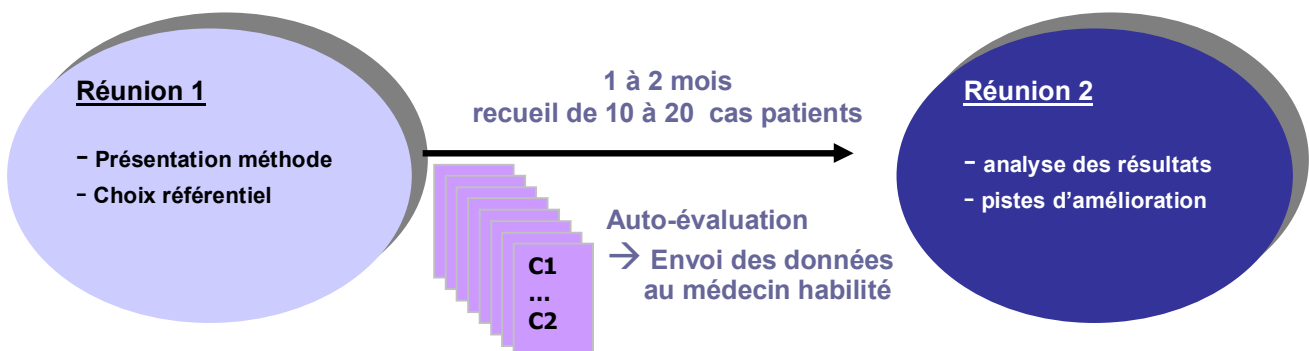 Réunion 1
- Présentation méthode
- Choix référentiel
1 à 2 mois
recueil de 10 à 20 cas patients
Auto-évaluation
→ Envoi des données
au médecin habilité
C1
...
C2
Réunion 2
- analyse des résultats
- pistes d'amélioration